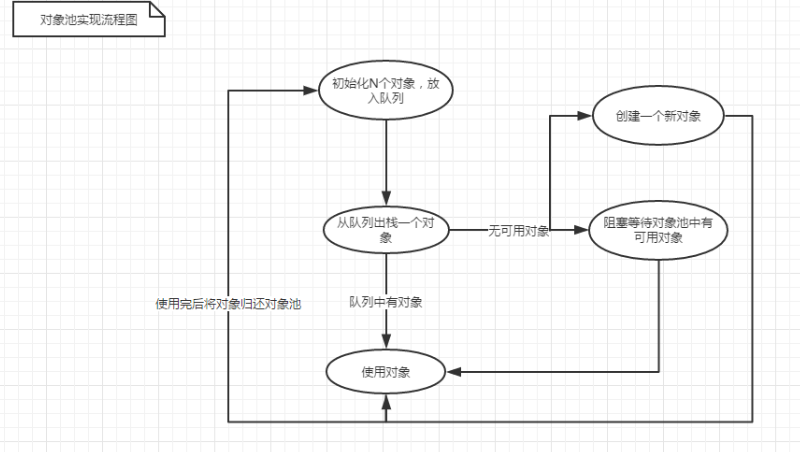 对象池实现流程图
初始化N个对象，放
入队列
创建一个新对象
从队列出栈一个对
象
无可用对象
阻塞等待对象池中有
可用对象
使用完后将对象归还对象池
队列中有对象
使用对象